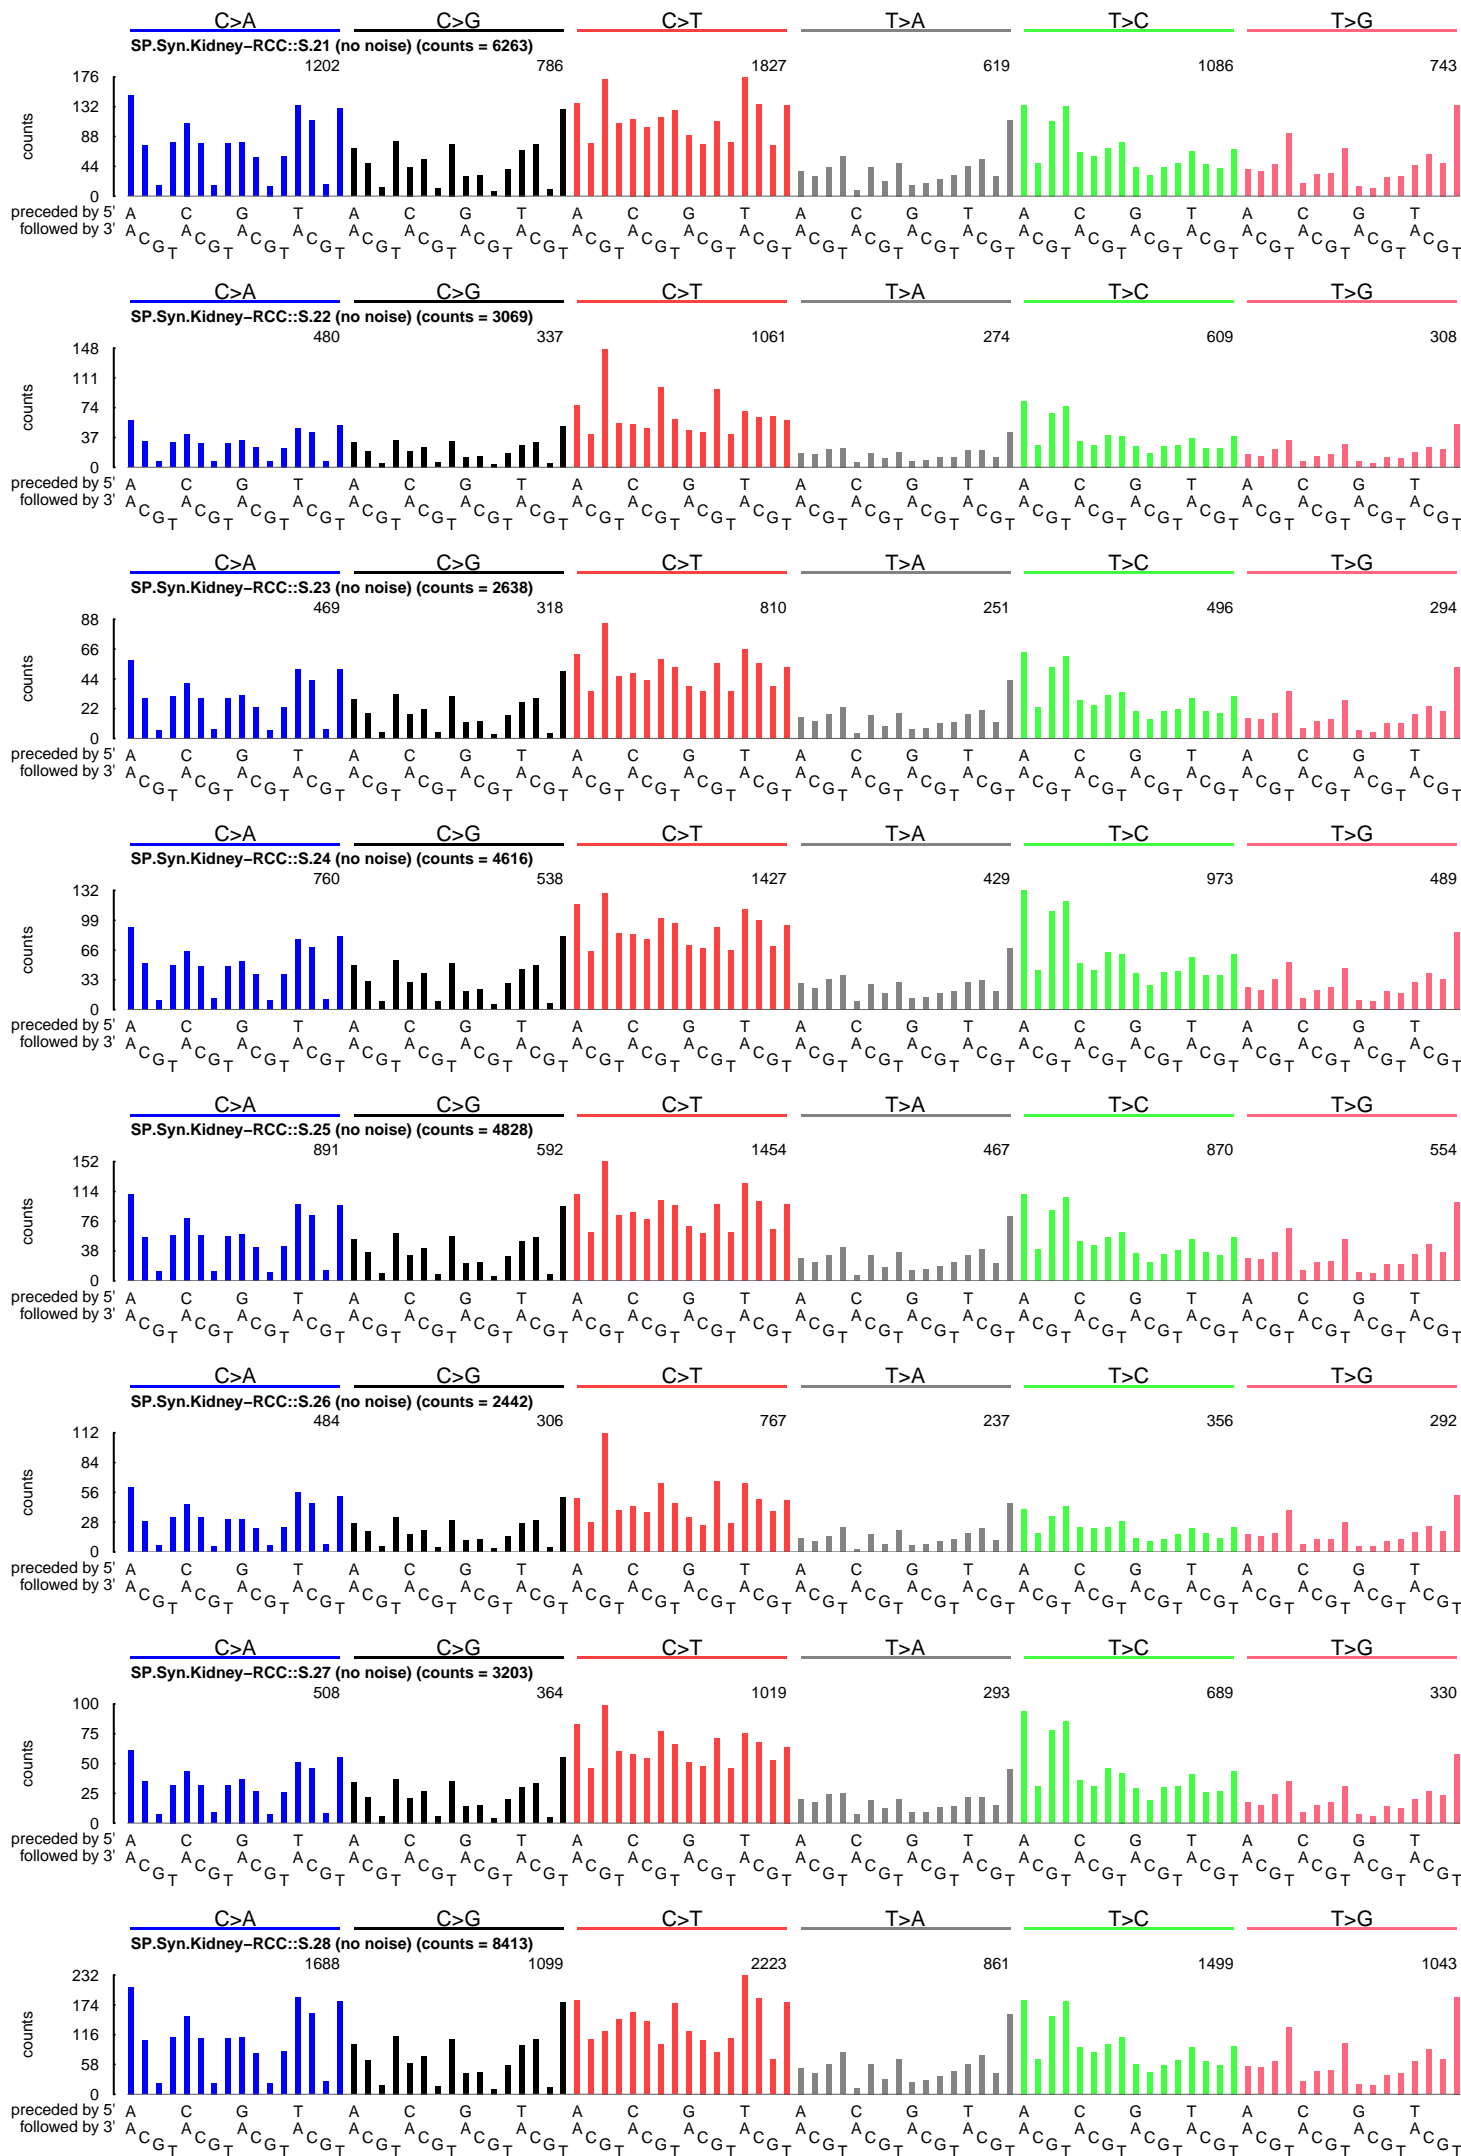 C>A C>G C>T T>A T>C T>G
SP.Syn.Kidney–RCC::S.21 (no noise) (counts = 6263)
1202 786 1827 619 1086 743
176
132
88
44
0
counts
preceded by 5' A C G T A C G T A C G T A C G T A C G T A C G T
followed by 3' A C G T A C G T A C G T A C G T A C G T A C G T A C G T A C G T A C G T A C G T A C G T A C G T A C G T A C G T A C G T A C G T A C G T A C G T A C G T A C G T A C G T A C G T A C G T A C G T
C>A C>G C>T T>A T>C T>G
SP.Syn.Kidney–RCC::S.22 (no noise) (counts = 3069)
480 337 1061 274 609 308
148
111
74
37
0
counts
preceded by 5' A C G T A C G T A C G T A C G T A C G T A C G T
followed by 3' A C G T A C G T A C G T A C G T A C G T A C G T A C G T A C G T A C G T A C G T A C G T A C G T A C G T A C G T A C G T A C G T A C G T A C G T A C G T A C G T A C G T A C G T A C G T A C G T
C>A C>G C>T T>A T>C T>G
SP.Syn.Kidney–RCC::S.23 (no noise) (counts = 2638)
469 318 810 251 496 294
88
66
44
22
0
counts
preceded by 5' A C G T A C G T A C G T A C G T A C G T A C G T
followed by 3' A C G T A C G T A C G T A C G T A C G T A C G T A C G T A C G T A C G T A C G T A C G T A C G T A C G T A C G T A C G T A C G T A C G T A C G T A C G T A C G T A C G T A C G T A C G T A C G T
C>A C>G C>T T>A T>C T>G
SP.Syn.Kidney–RCC::S.24 (no noise) (counts = 4616)
760 538 1427 429 973 489
132
99
66
33
0
counts
preceded by 5' A C G T A C G T A C G T A C G T A C G T A C G T
followed by 3' A C G T A C G T A C G T A C G T A C G T A C G T A C G T A C G T A C G T A C G T A C G T A C G T A C G T A C G T A C G T A C G T A C G T A C G T A C G T A C G T A C G T A C G T A C G T A C G T
C>A C>G C>T T>A T>C T>G
SP.Syn.Kidney–RCC::S.25 (no noise) (counts = 4828)
891 592 1454 467 870 554
152
114
76
38
0
counts
preceded by 5' A C G T A C G T A C G T A C G T A C G T A C G T
followed by 3' A C G T A C G T A C G T A C G T A C G T A C G T A C G T A C G T A C G T A C G T A C G T A C G T A C G T A C G T A C G T A C G T A C G T A C G T A C G T A C G T A C G T A C G T A C G T A C G T
C>A C>G C>T T>A T>C T>G
SP.Syn.Kidney–RCC::S.26 (no noise) (counts = 2442)
484 306 767 237 356 292
112
84
56
28
0
counts
preceded by 5' A C G T A C G T A C G T A C G T A C G T A C G T
followed by 3' A C G T A C G T A C G T A C G T A C G T A C G T A C G T A C G T A C G T A C G T A C G T A C G T A C G T A C G T A C G T A C G T A C G T A C G T A C G T A C G T A C G T A C G T A C G T A C G T
C>A C>G C>T T>A T>C T>G
SP.Syn.Kidney–RCC::S.27 (no noise) (counts = 3203)
508 364 1019 293 689 330
100
75
50
25
0
counts
preceded by 5' A C G T A C G T A C G T A C G T A C G T A C G T
followed by 3' A C G T A C G T A C G T A C G T A C G T A C G T A C G T A C G T A C G T A C G T A C G T A C G T A C G T A C G T A C G T A C G T A C G T A C G T A C G T A C G T A C G T A C G T A C G T A C G T
C>A C>G C>T T>A T>C T>G
SP.Syn.Kidney–RCC::S.28 (no noise) (counts = 8413)
1688 1099 2223 861 1499 1043
232
174
116
58
0
counts
preceded by 5' A C G T A C G T A C G T A C G T A C G T A C G T
followed by 3' A C G T A C G T A C G T A C G T A C G T A C G T A C G T A C G T A C G T A C G T A C G T A C G T A C G T A C G T A C G T A C G T A C G T A C G T A C G T A C G T A C G T A C G T A C G T A C G T